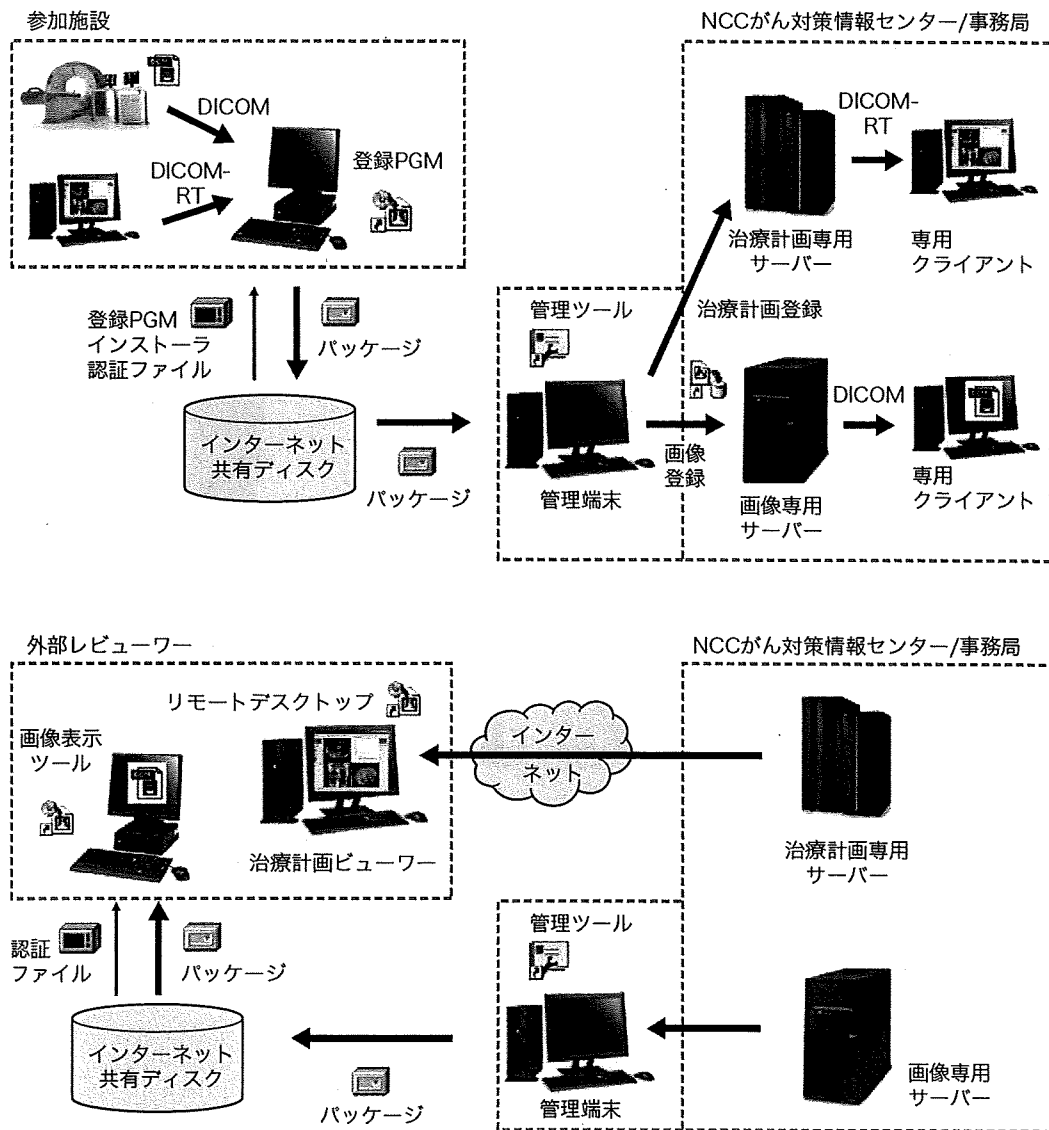 参加施設
NCCがん対策情報センター/事務局
DICOM
DICOM-
RT
登録PGM
DICOM-
RT
治療計画専用
サーバー
専用
クライアント
登録PGM
インストーラ
認証ファイル
パッケージ
管理ツール
治療計画登録
インターネット
共有ディスク
パッケージ
管理端末
画像
登録
DICOM
画像専用
サーバー
専用
クライアント
外部レビューワー
NCCがん対策情報センター/事務局
リモートデスクトップ
画像表示
ツール
治療計画ビューワー
インター
ネット
治療計画専用
サーバー
認証
ファイル
パッケージ
管理ツール
インターネット
共有ディスク
パッケージ
管理端末
画像専用
サーバー